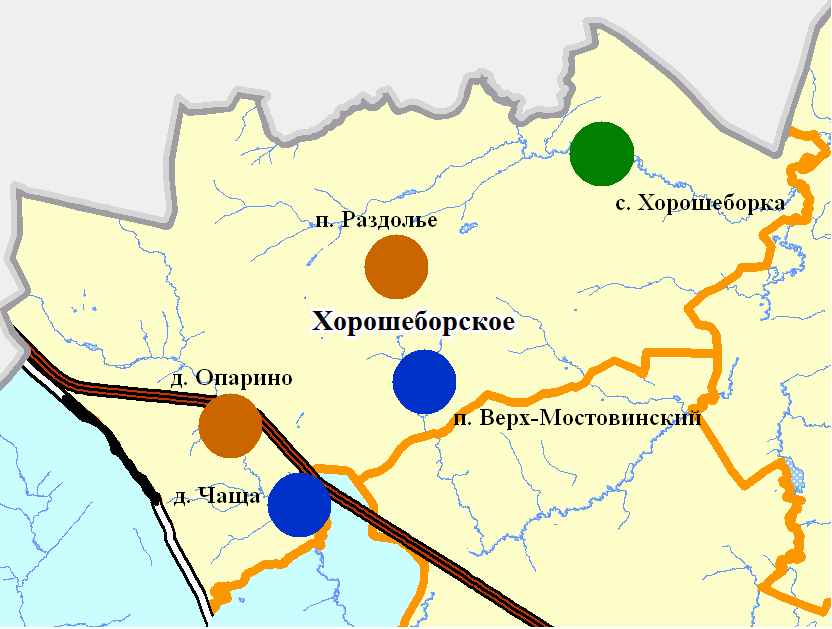 с. Хорошеборка
п. Раздолье
Хорошеборское
д. Опарино
п. Верх-Мостовинский
д. Чаща